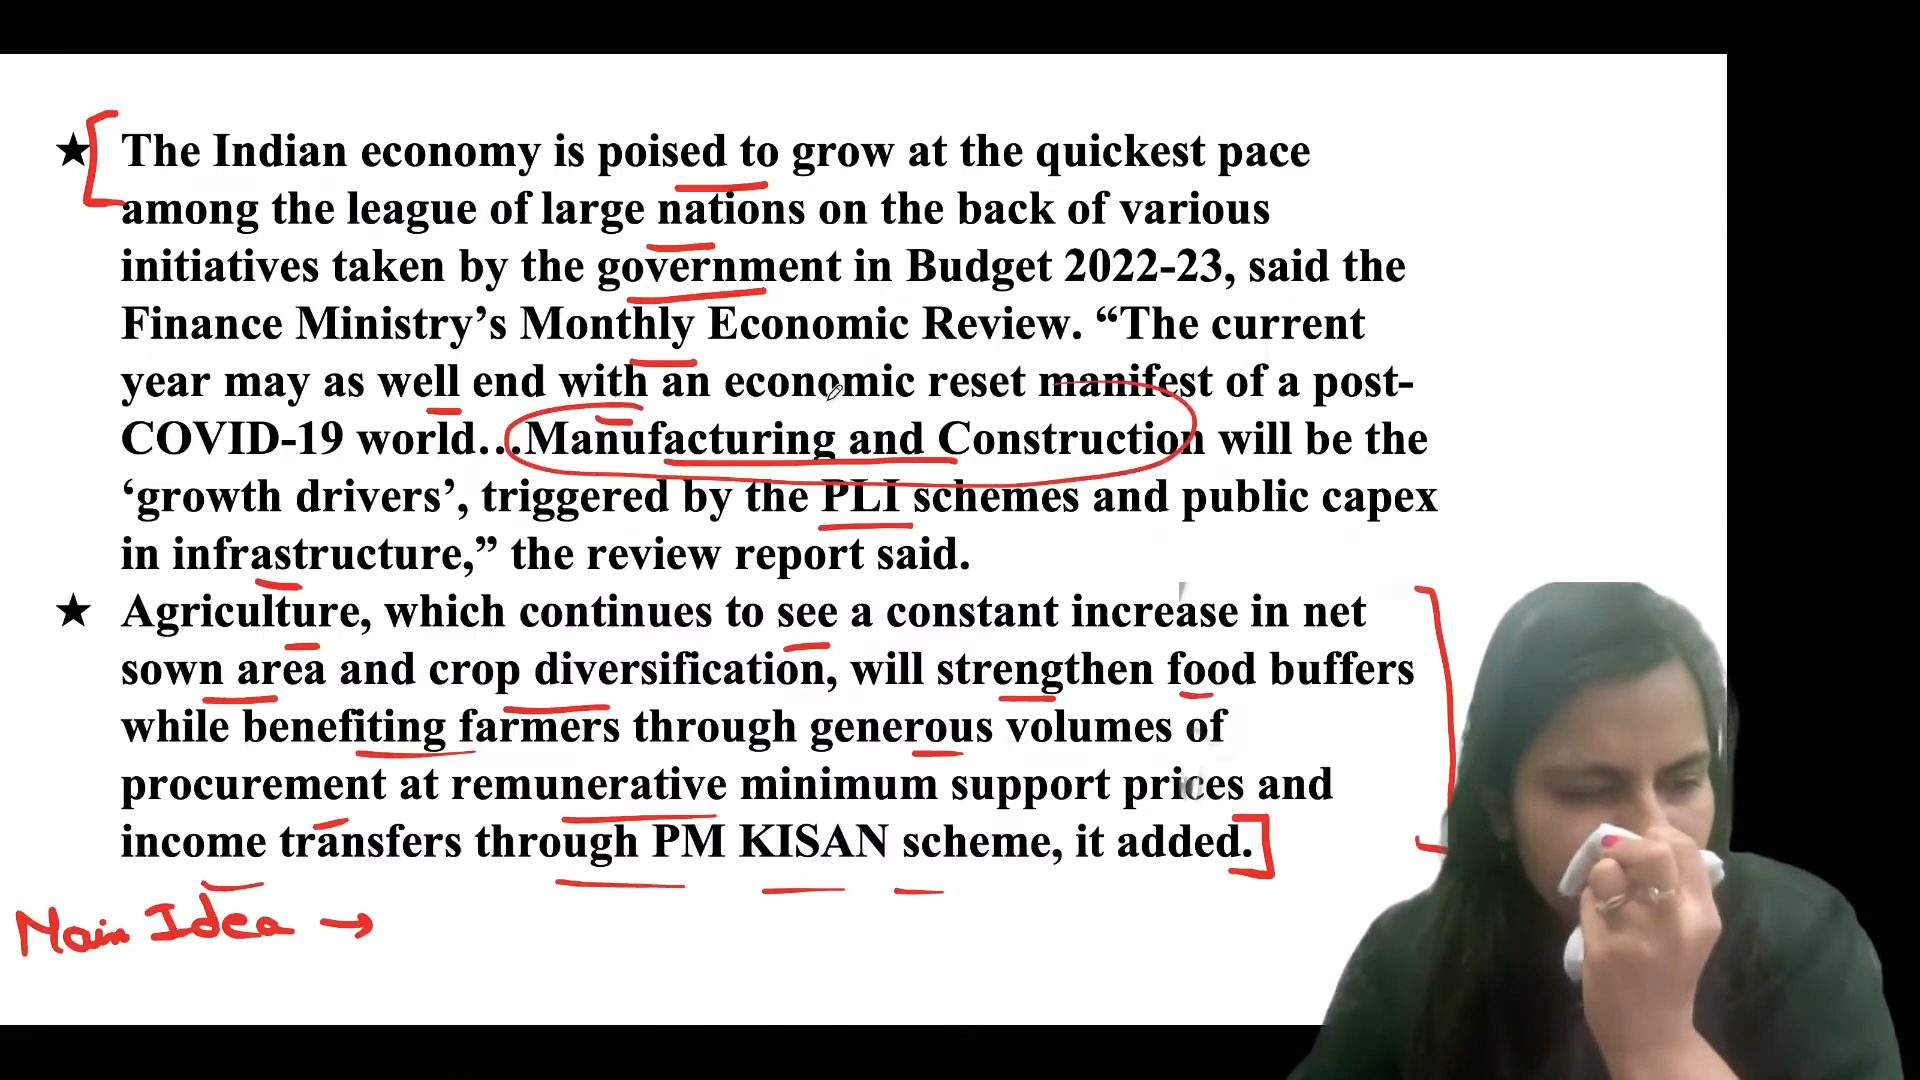 ★ The Indian economy is poised to grow at the quickest pace
among the league of large nations on the back of various
initiatives taken by the government in Budget 2022-23, said the
Finance Ministry’s Monthly Economic Review. “The current
year may as well end with an economic reset manifest of a post-
COVID-19 world…Manufacturing and Construction will be the
‘growth drivers’, triggered by the PLI schemes and public capex
in infrastructure,” the review report said.
★ Agriculture, which continues to see a constant increase in net
sown area and crop diversification, will strengthen food buffers
while benefiting farmers through generous volumes of
procurement at remunerative minimum support prices and
income transfers through PM KISAN scheme, it added.
Main Idea →